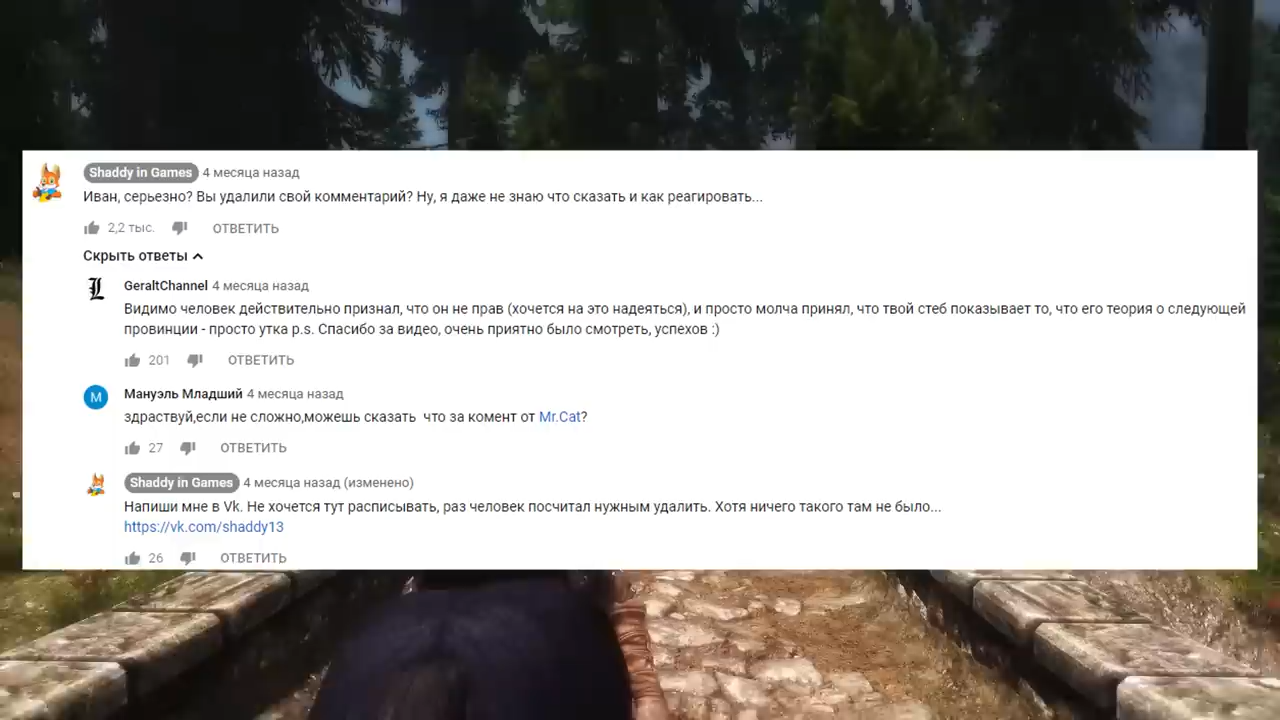 Shaddy in Games 4 месяца назад
Иван, серьезно? Вы удалили свой комментарий? Ну, я даже не знаю что сказать и как реагировать...
2,2 тыс. ОТВЕТИТЬ
Скрыть ответы
GeraltChannel 4 месяца назад
Видимо человек действительно признал, что он не прав (хочется на это надеяться), и просто молча принял, что твой стеб показывает то, что его теория о следующей
провинции - просто утка p.s. Спасибо за видео, очень приятно было смотреть, успехов :)
201 ОТВЕТИТЬ
М
Мануэль Младший 4 месяца назад
здраствуй,если не сложно,можешь сказать что за комент от Mr.Cat?
27 ОТВЕТИТЬ
Shaddy in Games 4 месяца назад (изменено)
Напиши мне в Vk. Не хочется тут расписывать, раз человек посчитал нужным удалить. Хотя ничего такого там не было...
https://vk.com/shaddy13
26 ОТВЕТИТЬ